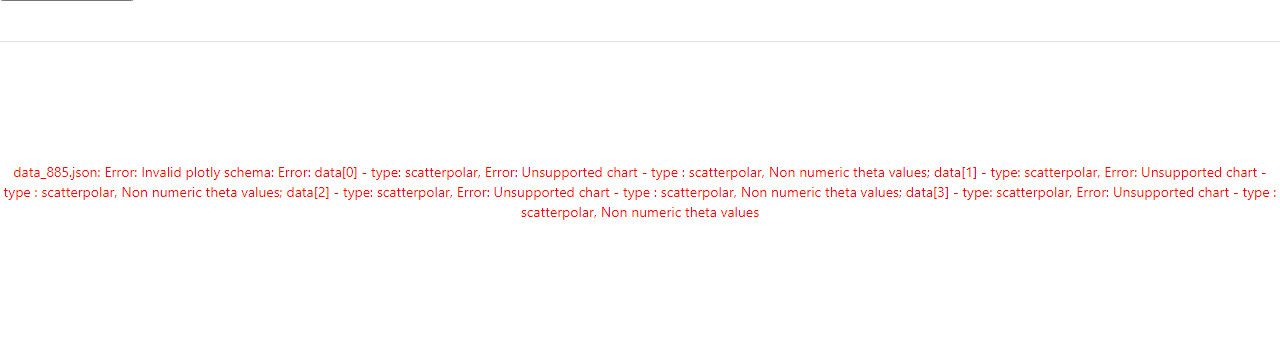 data_885.json: Error: Invalid plotly schema: Error: data[0] - type: scatterpolar, Error: Unsupported chart - type : scatterpolar, Non numeric theta values; data[1] - type: scatterpolar, Error: Unsupported chart -
type : scatterpolar, Non numeric theta values; data[2] - type: scatterpolar, Error: Unsupported chart - type : scatterpolar, Non numeric theta values; data[3] - type: scatterpolar, Error: Unsupported chart - type :
scatterpolar, Non numeric theta values